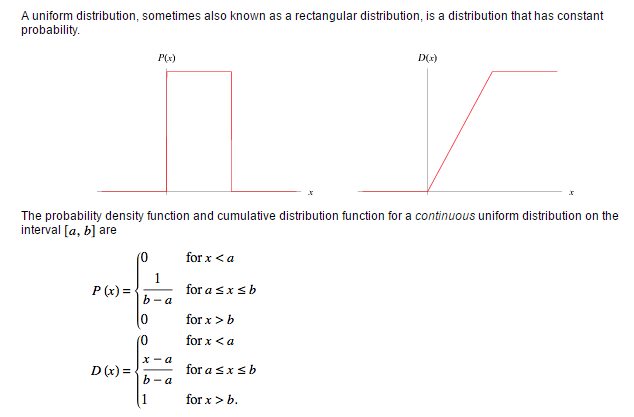 A uniform distribution, sometimes also known as a rectangular distribution, is a distribution that has constant
probability.
P(x) D(x)
x x
The probability density function and cumulative distribution function for a continuous uniform distribution on the
interval [a, b] are
P (x) = { 0 for x < a
1/(b − a) for a ≤ x ≤ b
0 for x > b
D (x) = { 0 for x < a
(x − a)/(b − a) for a ≤ x ≤ b
1 for x > b.